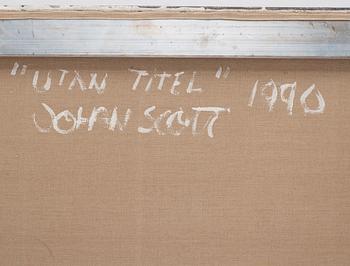 "UTAN TITEL" 1990
JOHAN SCOTT